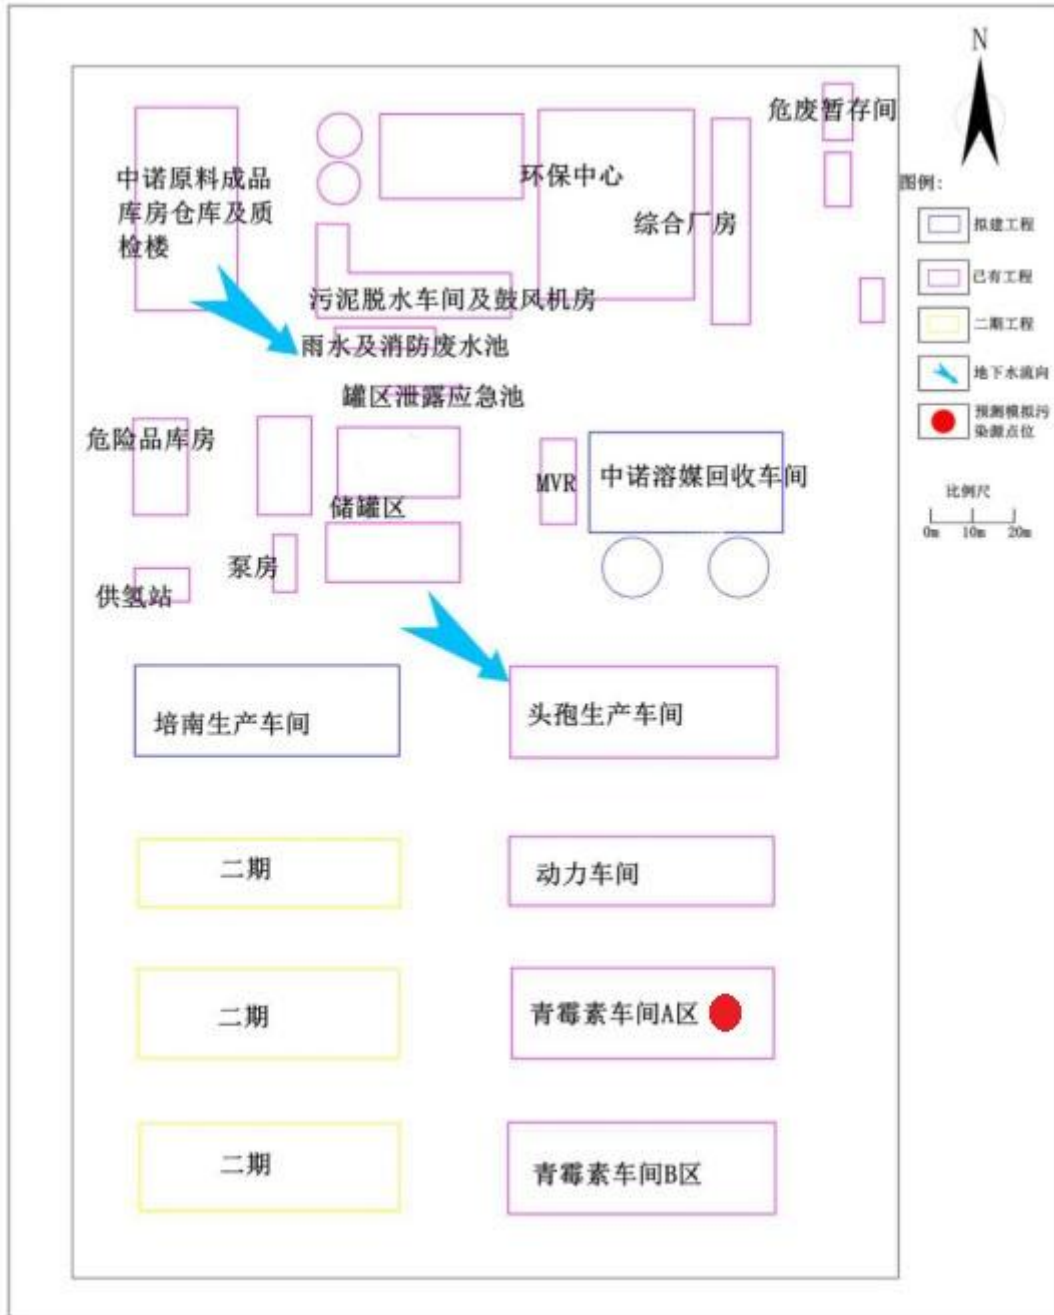 N
危废暂存间
中诺原料成品
库房仓库及质
检楼
环保中心
综合厂房
图例:
拟建工程
已有工程
二期工程
地下水流向
预测模拟污
染源点位
比例尺
0m 10m 20m
污泥脱水车间及鼓风机房
雨水及消防废水池
罐区泄露应急池
危险品库房
储罐区
MVR
中诺溶媒回收车间
泵房
供氢站
培南生产车间
头孢生产车间
二期
动力车间
二期
青霉素车间A区
二期
青霉素车间B区